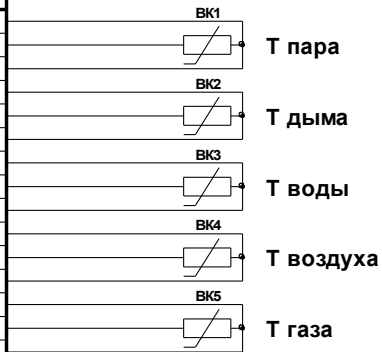 ВК1
Т пара
ВК2
Т дыма
ВК3
Т воды
ВК4
Т воздуха
ВК5
Т газа